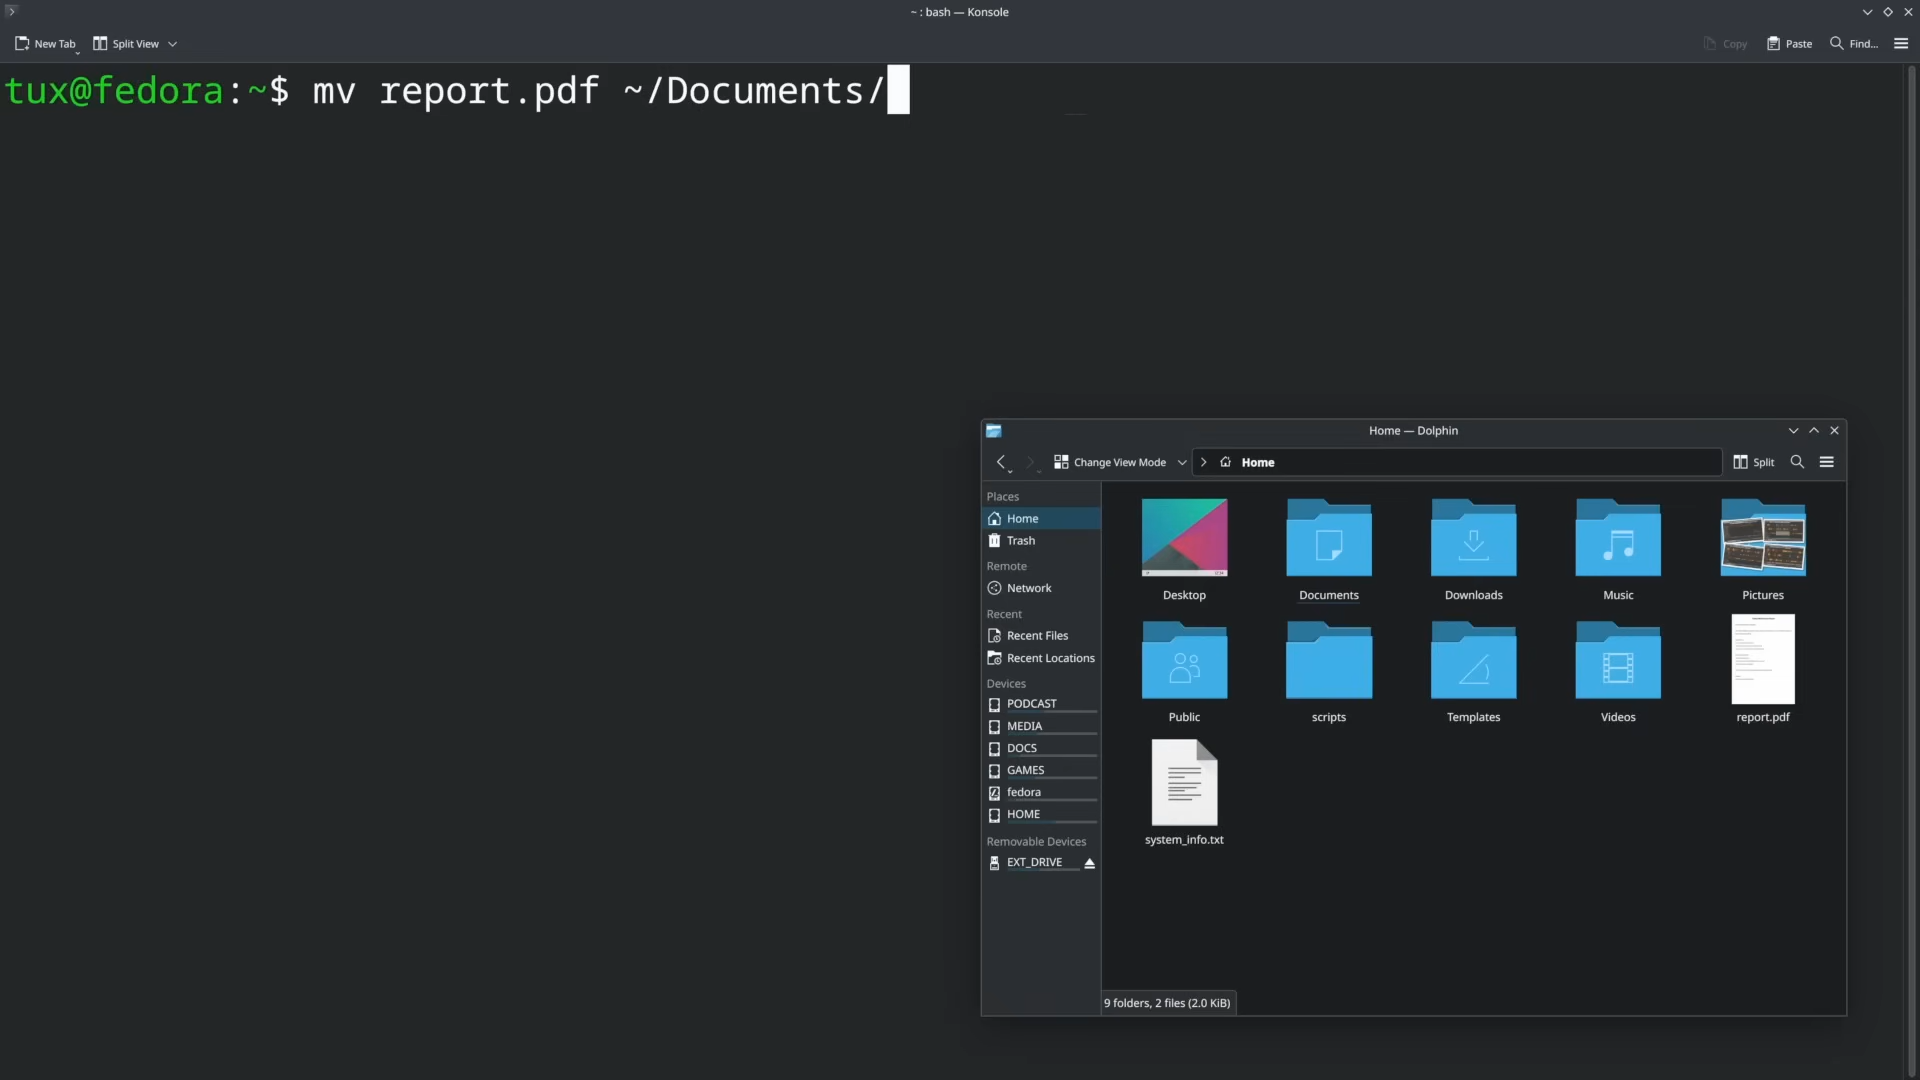 ~ : bash — Konsole
New Tab
Split View
Copy
Paste
Find...
tux@fedora:~$ mv report.pdf ~/Documents/
Home — Dolphin
Change View Mode
Home
Split
Places
Home
Trash
Remote
Network
Recent
Recent Files
Recent Locations
Devices
PODCAST
MEDIA
DOCS
GAMES
fedora
HOME
Removable Devices
EXT_DRIVE
Desktop
Documents
Downloads
Music
Pictures
Public
scripts
Templates
Videos
report.pdf
system_info.txt
9 folders, 2 files (2.0 KiB)